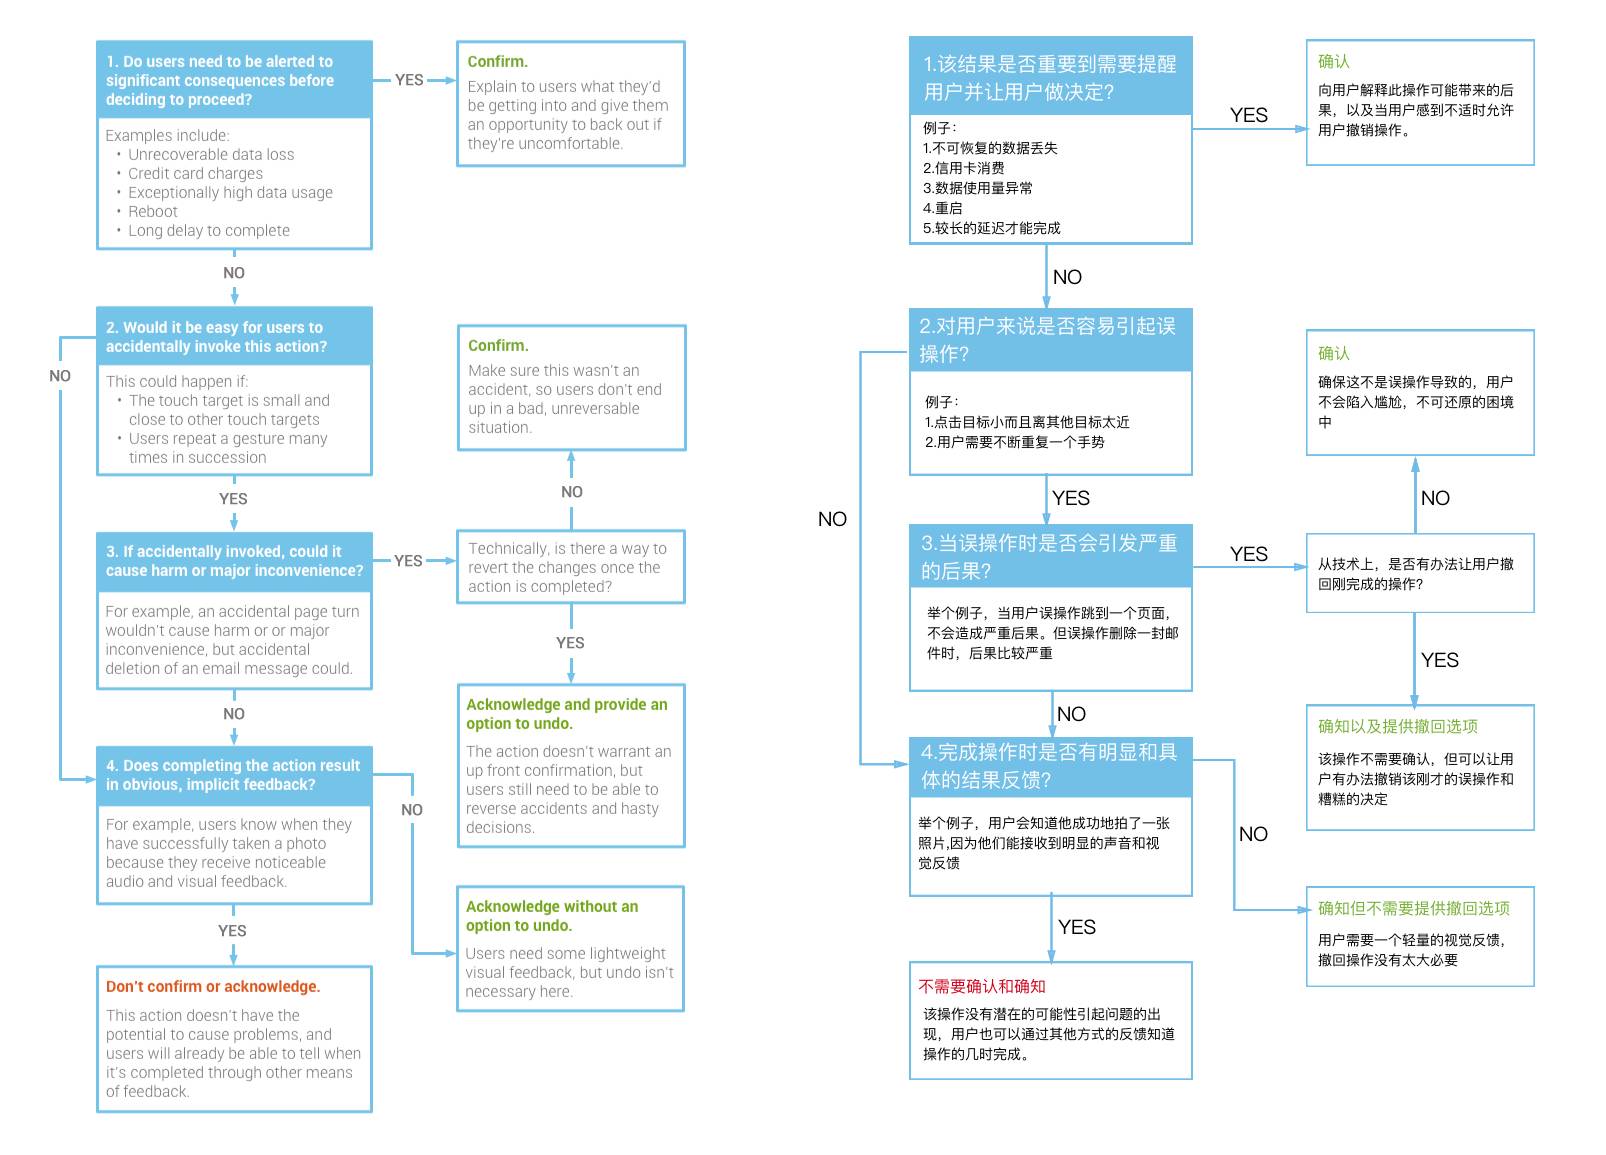 1. Do users need to be alerted to
significant consequences before
deciding to proceed?
Examples include:
• Unrecoverable data loss
• Credit card charges
• Exceptionally high data usage
• Reboot
• Long delay to complete
YES
Confirm.
Explain to users what they'd
be getting into and give them
an opportunity to back out if
they're uncomfortable.
NO
2. Would it be easy for users to
accidentally invoke this action?
This could happen if:
• The touch target is small and
close to other touch targets
• Users repeat a gesture many
times in succession
NO
YES
3. If accidentally invoked, could it
cause harm or major inconvenience?
For example, an accidental page turn
wouldn't cause harm or or major
inconvenience, but accidental
deletion of an email message could.
YES
Technically, is there a way to
revert the changes once the
action is completed?
NO
Confirm.
Make sure this wasn't an
accident, so users don't end
up in a bad, unreversable
situation.
YES
Acknowledge and provide an
option to undo.
The action doesn't warrant an
up front confirmation, but
users still need to be able to
reverse accidents and hasty
decisions.
NO
4. Does completing the action result
in obvious, implicit feedback?
For example, users know when they
have successfully taken a photo
because they receive noticeable
audio and visual feedback.
NO
Acknowledge without an
option to undo.
Users need some lightweight
visual feedback, but undo isn't
necessary here.
YES
Don't confirm or acknowledge.
This action doesn't have the
potential to cause problems, and
users will already be able to tell when
it's completed through other means
of feedback.
1.该结果是否重要到需要提醒
用户并让用户做决定?
例子：
1.不可恢复的数据丢失
2.信用卡消费
3.数据使用量异常
4.重启
5.较长的延迟才能完成
YES
确认
向用户解释此操作可能带来的后
果，以及当用户感到不适时允许
用户撤销操作。
NO
2.对用户来说是否容易引起误
操作?
例子：
1.点击目标小而且离其他目标太近
2.用户需要不断重复一个手势
NO
YES
3.当误操作时是否会引发严重
的后果?
举个例子，当用户误操作跳到一个页面，
不会造成严重后果。但误操作删除一封邮
件时，后果比较严重
YES
从技术上，是否有办法让用户撤
回刚完成的操作?
NO
确认
确保这不是误操作导致的，用户
不会陷入尴尬，不可还原的困境
中
YES
确知以及提供撤回选项
该操作不需要确认，但可以让用
户有办法撤销该刚才的误操作和
糟糕的决定
NO
4.完成操作时是否有明显和具
体的结果反馈?
举个例子，用户会知道他成功地拍了一张
照片,因为他们能接收到明显的声音和视
觉反馈
NO
确知但不需要提供撤回选项
用户需要一个轻量的视觉反馈，
撤回操作没有太大必要
YES
不需要确认和确知
该操作没有潜在的可能性引起问题的出
现，用户也可以通过其他方式的反馈知道
操作的几时完成。